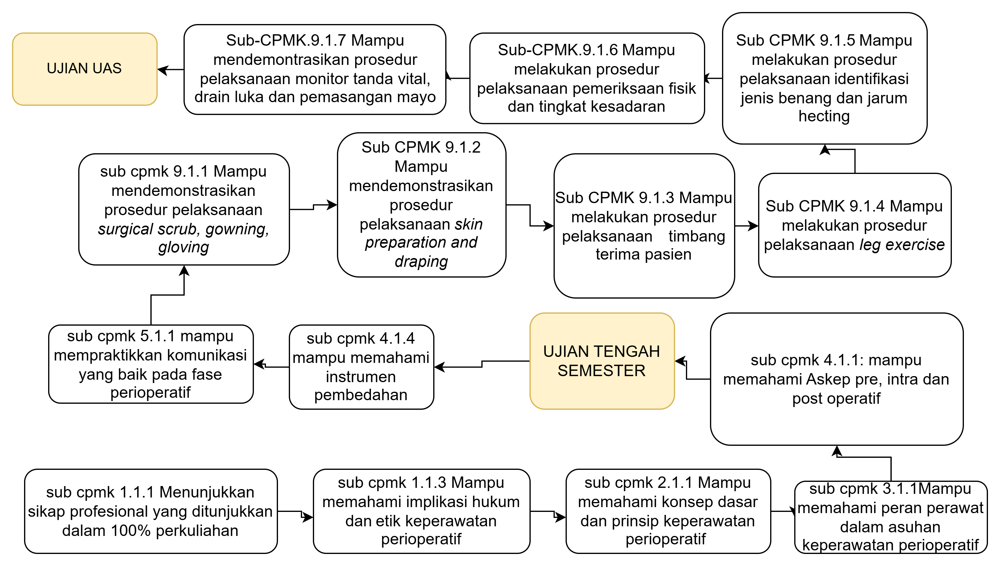 UJIAN UAS
Sub-CPMK.9.1.7 Mampu
mendemontrasikan prosedur
pelaksanaan monitor tanda vital,
drain luka dan pemasangan mayo
Sub-CPMK.9.1.6 Mampu
melakukan prosedur
pelaksanaan pemeriksaan fisik
dan tingkat kesadaran
Sub CPMK 9.1.5 Mampu
melakukan prosedur
pelaksanaan identifikasi
jenis benang dan jarum
hecting
sub cpmk 9.1.1 Mampu
mendemonstrasikan
prosedur pelaksanaan
surgical scrub, gowning,
gloving
Sub CPMK 9.1.2
Mampu
mendemonstrasikan
prosedur
pelaksanaan skin
preparation and
draping
Sub CPMK 9.1.3 Mampu
melakukan prosedur
pelaksanaan timbang
terima pasien
Sub CPMK 9.1.4 Mampu
melakukan prosedur
pelaksanaan leg exercise
sub cpmk 5.1.1 mampu
mempraktikkan komunikasi
yang baik pada fase
perioperatif
sub cpmk 4.1.4
mampu memahami
instrumen
pembedahan
UJIAN TENGAH
SEMESTER
sub cpmk 4.1.1: mampu
memahami Askep pre, intra dan
post operatif
sub cpmk 1.1.1 Menunjukkan
sikap profesional yang ditunjukkan
dalam 100% perkuliahan
sub cpmk 1.1.3 Mampu
memahami implikasi hukum
dan etik keperawatan
perioperatif
sub cpmk 2.1.1 Mampu
memahami konsep dasar
dan prinsip keperawatan
perioperatif
sub cpmk 3.1.1Mampu
memahami peran perawat
dalam asuhan
keperawatan perioperatif